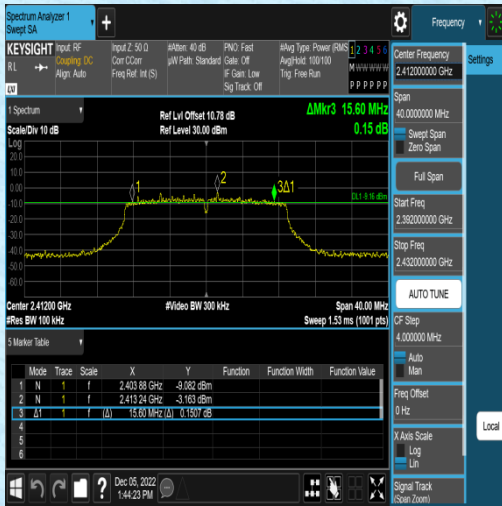 Spectrum Analyzer 1
Swept SA
Frequency
KEYSIGHT
Input: RF
Coupling: DC
Align: Auto
Input Z: 50 Ω
Corr CCorr
Freq Ref: Int (S)
#Atten: 40 dB
µW Path: Standard
PNO: Fast
Gate: Off
IF Gain: Low
Sig Track: Off
#Avg Type: Power (RMS
Avg|Hold: 100/100
Trig: Free Run
1 2 3 4 5 6
M W W W W W
P P P P P P
R L
LXI
1 Spectrum
Scale/Div 10 dB
Ref Lvl Offset 10.78 dB
Ref Level 30.00 dBm
ΔMkr3 15.60 MHz
0.15 dB
Log
20.0
10.0
0.00
-10.0
-20.0
-30.0
-40.0
-50.0
-60.0
1
2
3Δ1
DL1 -9.16 dBm
Center 2.41200 GHz
#Res BW 100 kHz
#Video BW 300 kHz
Span 40.00 MHz
Sweep 1.53 ms (1001 pts)
5 Marker Table
Mode Trace Scale X Y Function Function Width Function Value
1 N 1 f 2.403 88 GHz -9.082 dBm
2 N 1 f 2.413 24 GHz -3.163 dBm
3 Δ1 1 f (Δ) 15.60 MHz (Δ) 0.1507 dB
4
5
6
Dec 05, 2022
1:44:23 PM
Center Frequency
2.412000000 GHz
Span
40.0000000 MHz
Swept Span
Zero Span
Full Span
Start Freq
2.392000000 GHz
Stop Freq
2.432000000 GHz
AUTO TUNE
CF Step
4.000000 MHz
Auto
Man
Freq Offset
0 Hz
X Axis Scale
Log
Lin
Signal Track
(Span Zoom)
Settings
Local